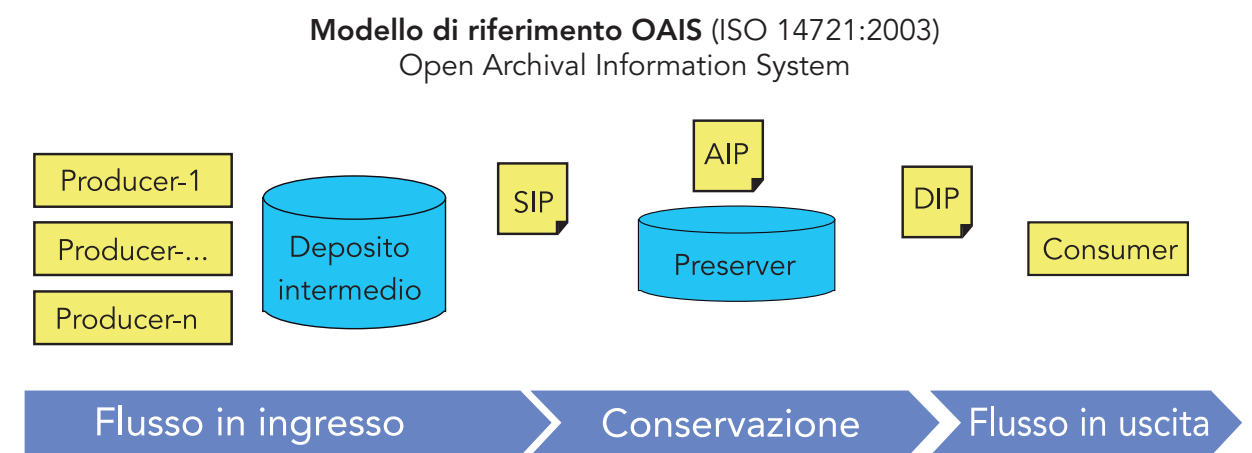 Modello di riferimento OAIS (ISO 14721:2003)
Open Archival Information System
Producer-1
Producer-...
Producer-n
Deposito
intermedio
SIP
AIP
Preserver
DIP
Consumer
Flusso in ingresso
Conservazione
Flusso in uscita